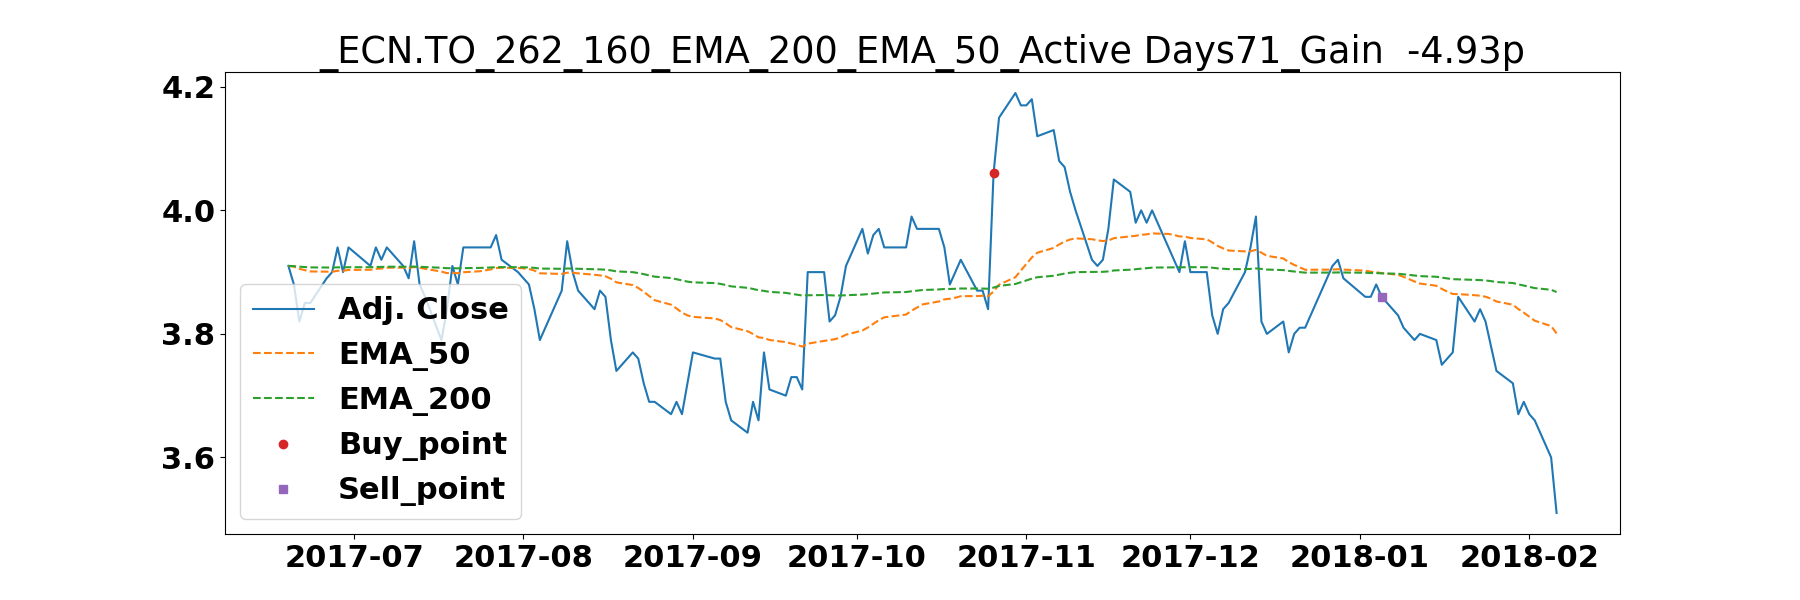 _ECN.TO_262_160_EMA_200_EMA_50_Active Days71_Gain  -4.93p
4.2
4.0
3.8
3.6
Adj. Close
EMA_50
EMA_200
Buy_point
Sell_point
2017-07 2017-08 2017-09 2017-10 2017-11 2017-12 2018-01 2018-02